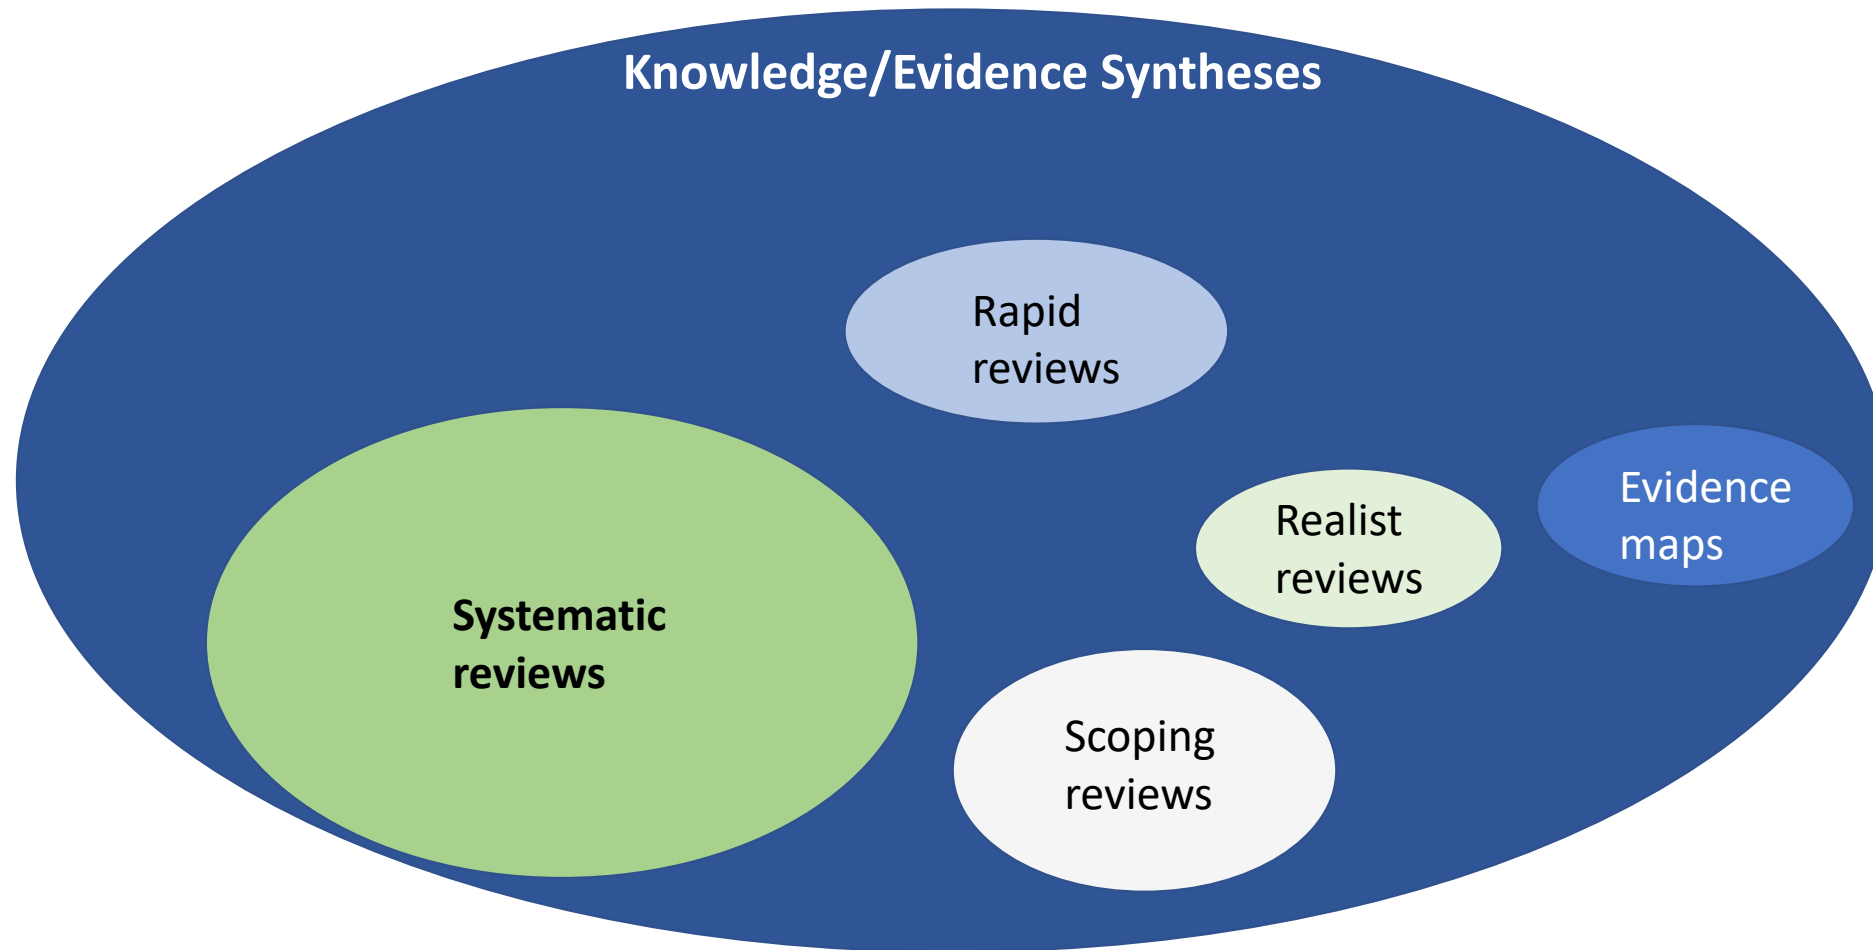 Knowledge/Evidence Syntheses
Rapid
reviews
Evidence
maps
Realist
reviews
Systematic
reviews
Scoping
reviews